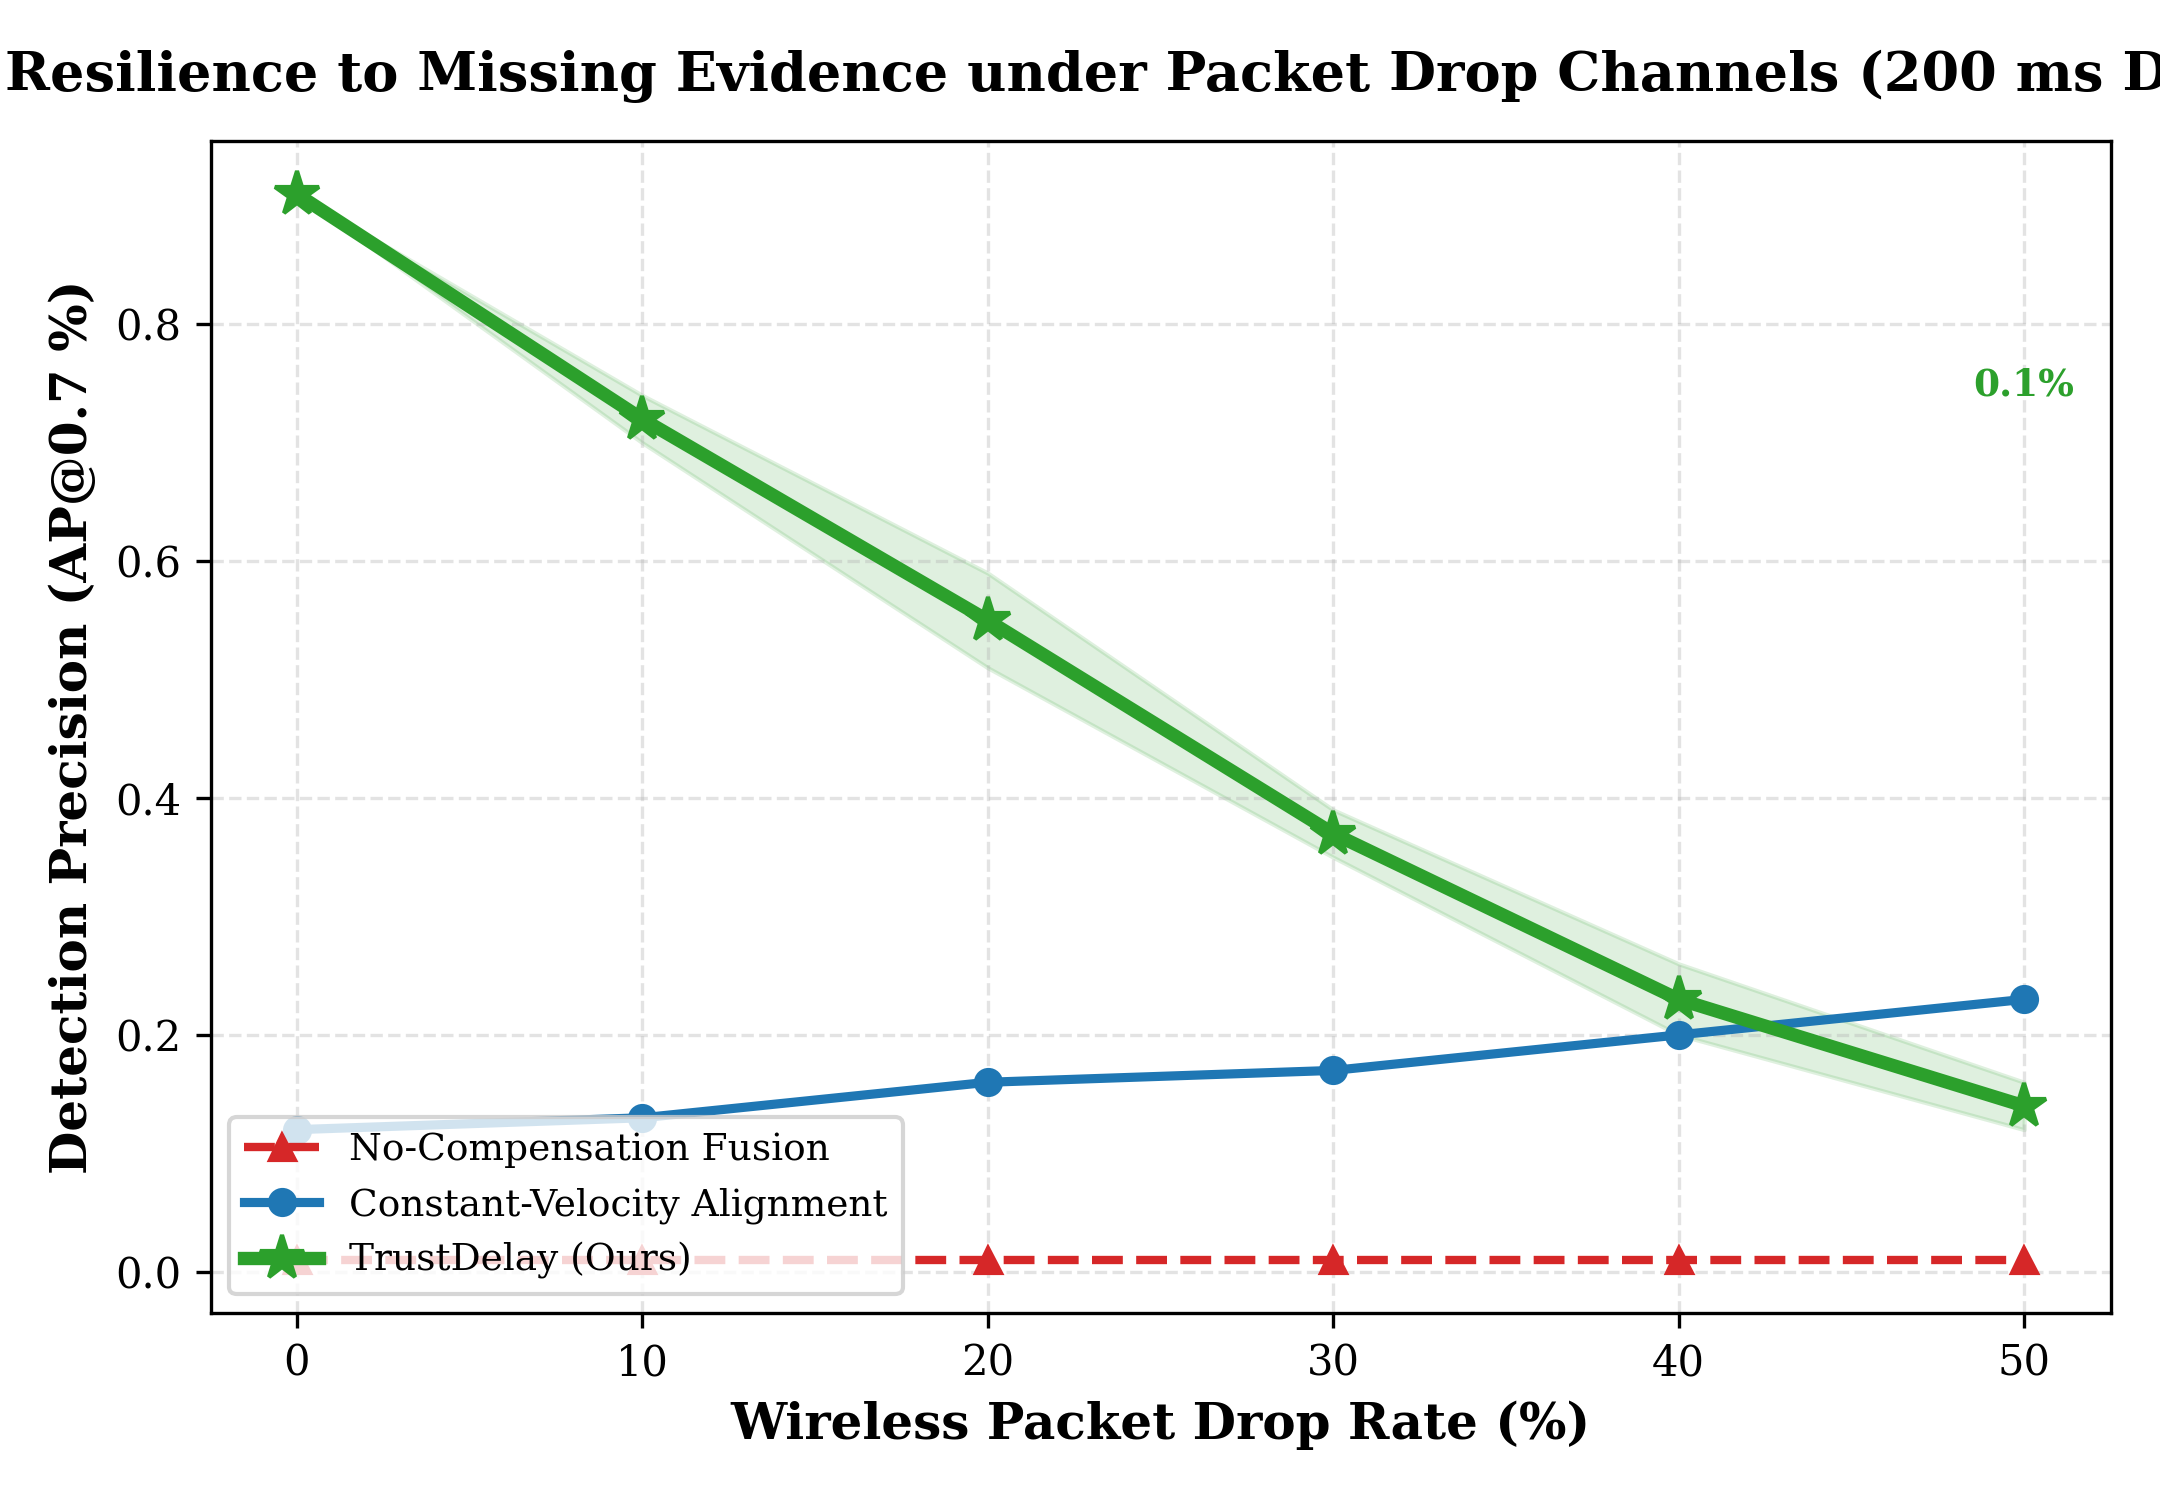 Resilience to Missing Evidence under Packet Drop Channels (200 ms D
Detection Precision (AP@0.7 %)
0.8
0.6
0.4
0.2
0.0
0.1%
No-Compensation Fusion
Constant-Velocity Alignment
TrustDelay (Ours)
0 10 20 30 40 50
Wireless Packet Drop Rate (%)